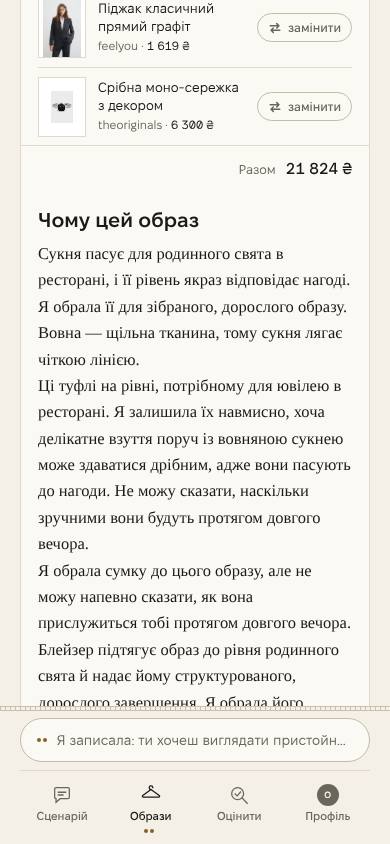 Піджак класичний
прямий графіт
feelyou · 1 619 ₴
замінити
Срібна моно-сережка
з декором
theoriginals · 6 300 ₴
замінити
Разом 21 824 ₴
Чому цей образ
Сукня пасує для родинного свята в
ресторані, і її рівень якраз відповідає нагоді.
Я обрала її для зібраного, дорослого образу.
Вовна — щільна тканина, тому сукня лягає
чіткою лінією.
Ці туфлі на рівні, потрібному для ювілею в
ресторані. Я залишила їх навмисно, хоча
делікатне взуття поруч із вовняною сукнею
може здаватися дрібним, адже вони пасують
до нагоди. Не можу сказати, наскільки
зручними вони будуть протягом довгого
вечора.
Я обрала сумку до цього образу, але не
можу напевно сказати, як вона
прислужиться тобі протягом довгого вечора.
Блейзер підтягує образ до рівня родинного
свята й надає йому структурованого,
дорослого завершення. Я обрала його
Я записала: ти хочеш виглядати пристойн...
Сценарій
Образи
Оцінити
О
Профіль